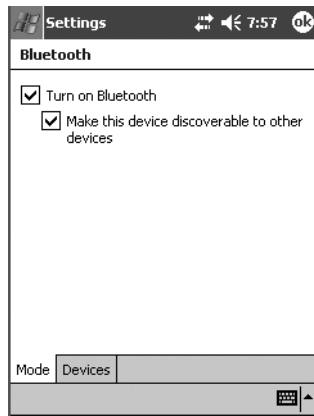 Settings 7:57 ok
Bluetooth
Turn on Bluetooth
Make this device discoverable to other
devices
Mode Devices